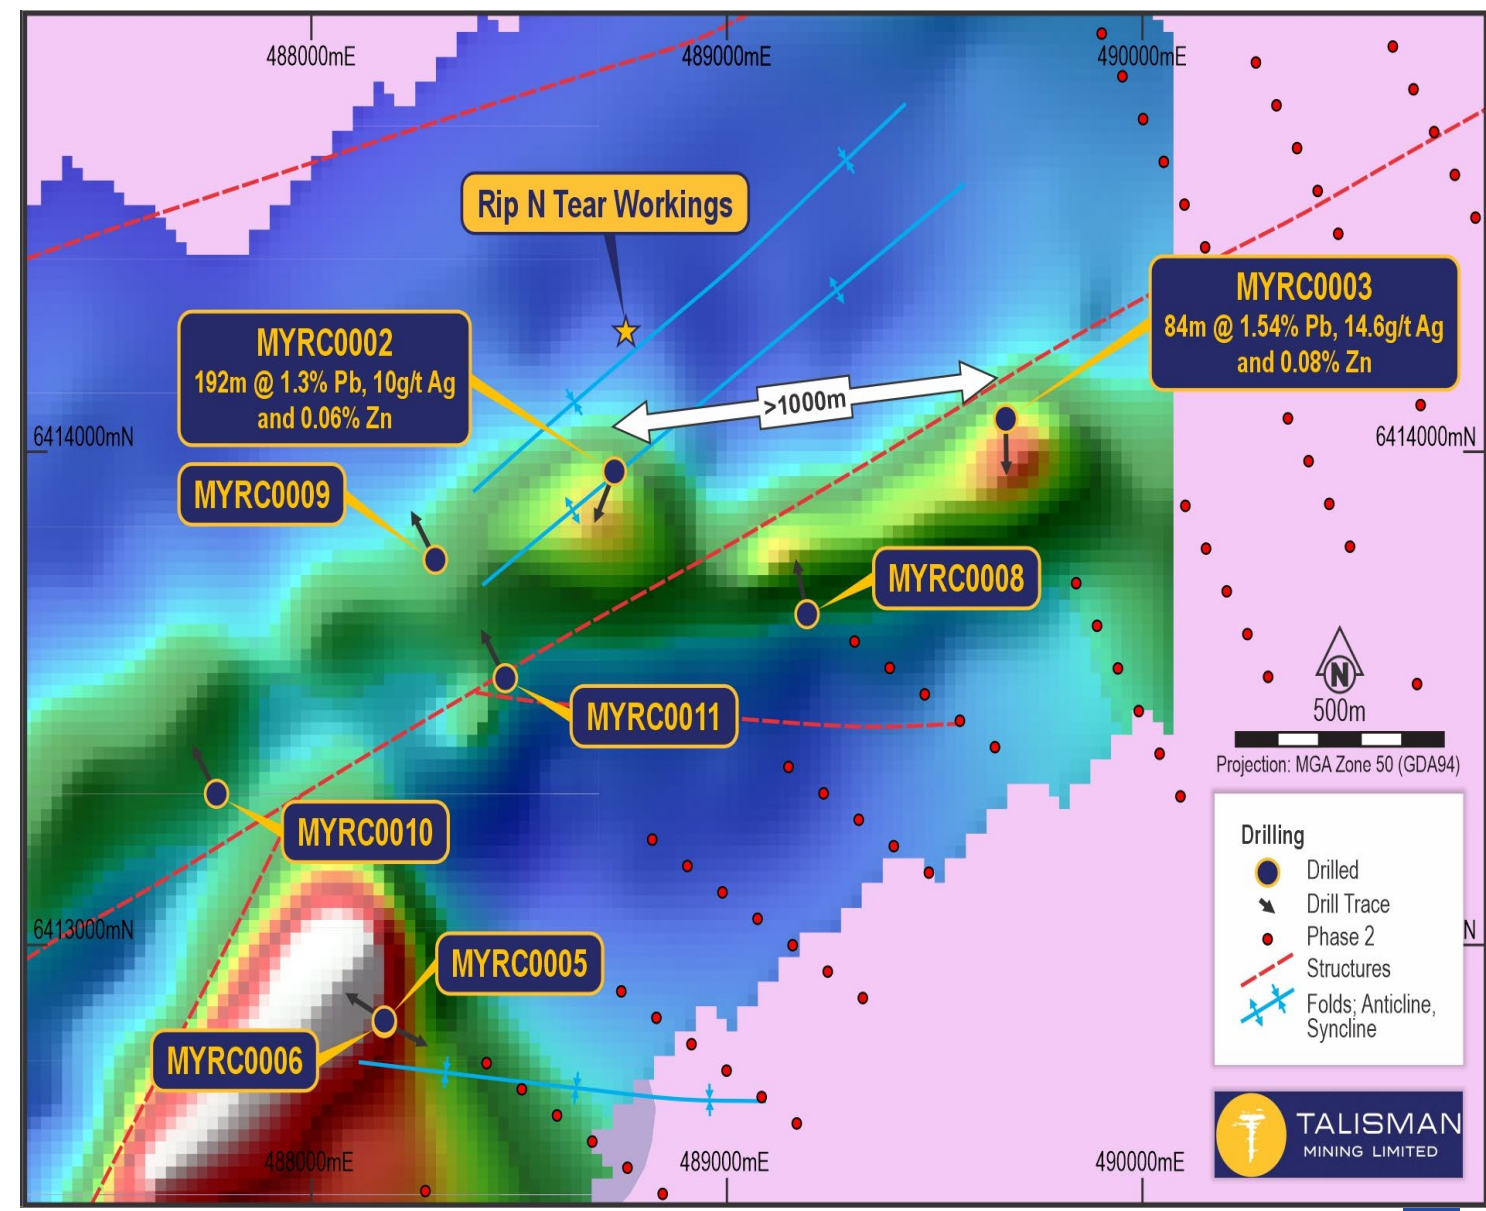 488000mE
489000mE
490000mE
Rip N Tear Workings
MYRC0003
84m @ 1.54% Pb, 14.6g/t Ag
and 0.08% Zn
MYRC0002
192m @ 1.3% Pb, 10g/t Ag
and 0.06% Zn
>1000m
6414000mN
6414000mN
MYRC0009
MYRC0008
MYRC0011
N
500m
Projection: MGA Zone 50 (GDA94)
MYRC0010
Drilling
Drilled
Drill Trace
Phase 2
Structures
Folds; Anticline,
Syncline
6413000mN
N
MYRC0005
MYRC0006
TALISMAN
MINING LIMITED
488000mE
489000mE
490000mE